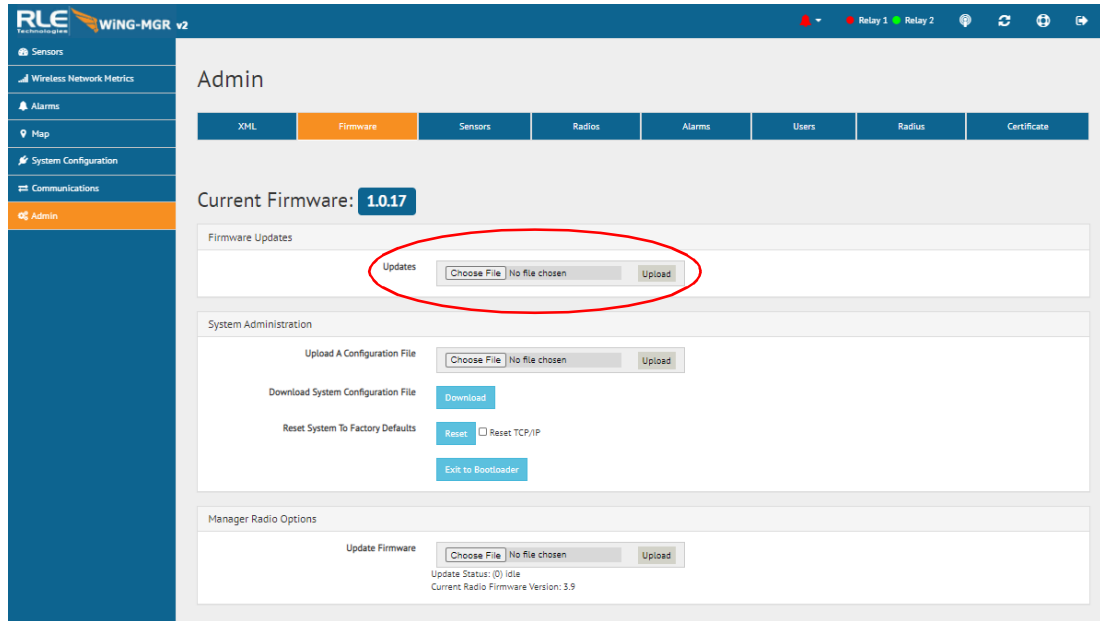 RLE
Technologies
WiNG-MGR v2
Relay 1 Relay 2
Sensors
Wireless Network Metrics
Alarms
Map
System Configuration
Communications
Admin
Admin
XML Firmware Sensors Radios Alarms Users Radius Certificate
Current Firmware: 1.0.17
Firmware Updates
Updates Choose File No file chosen Upload
System Administration
Upload A Configuration File Choose File No file chosen Upload
Download System Configuration File Download
Reset System To Factory Defaults Reset Reset TCP/IP
Exit to Bootloader
Manager Radio Options
Update Firmware Choose File No file chosen Upload
Update Status: (0) idle
Current Radio Firmware Version: 3.9